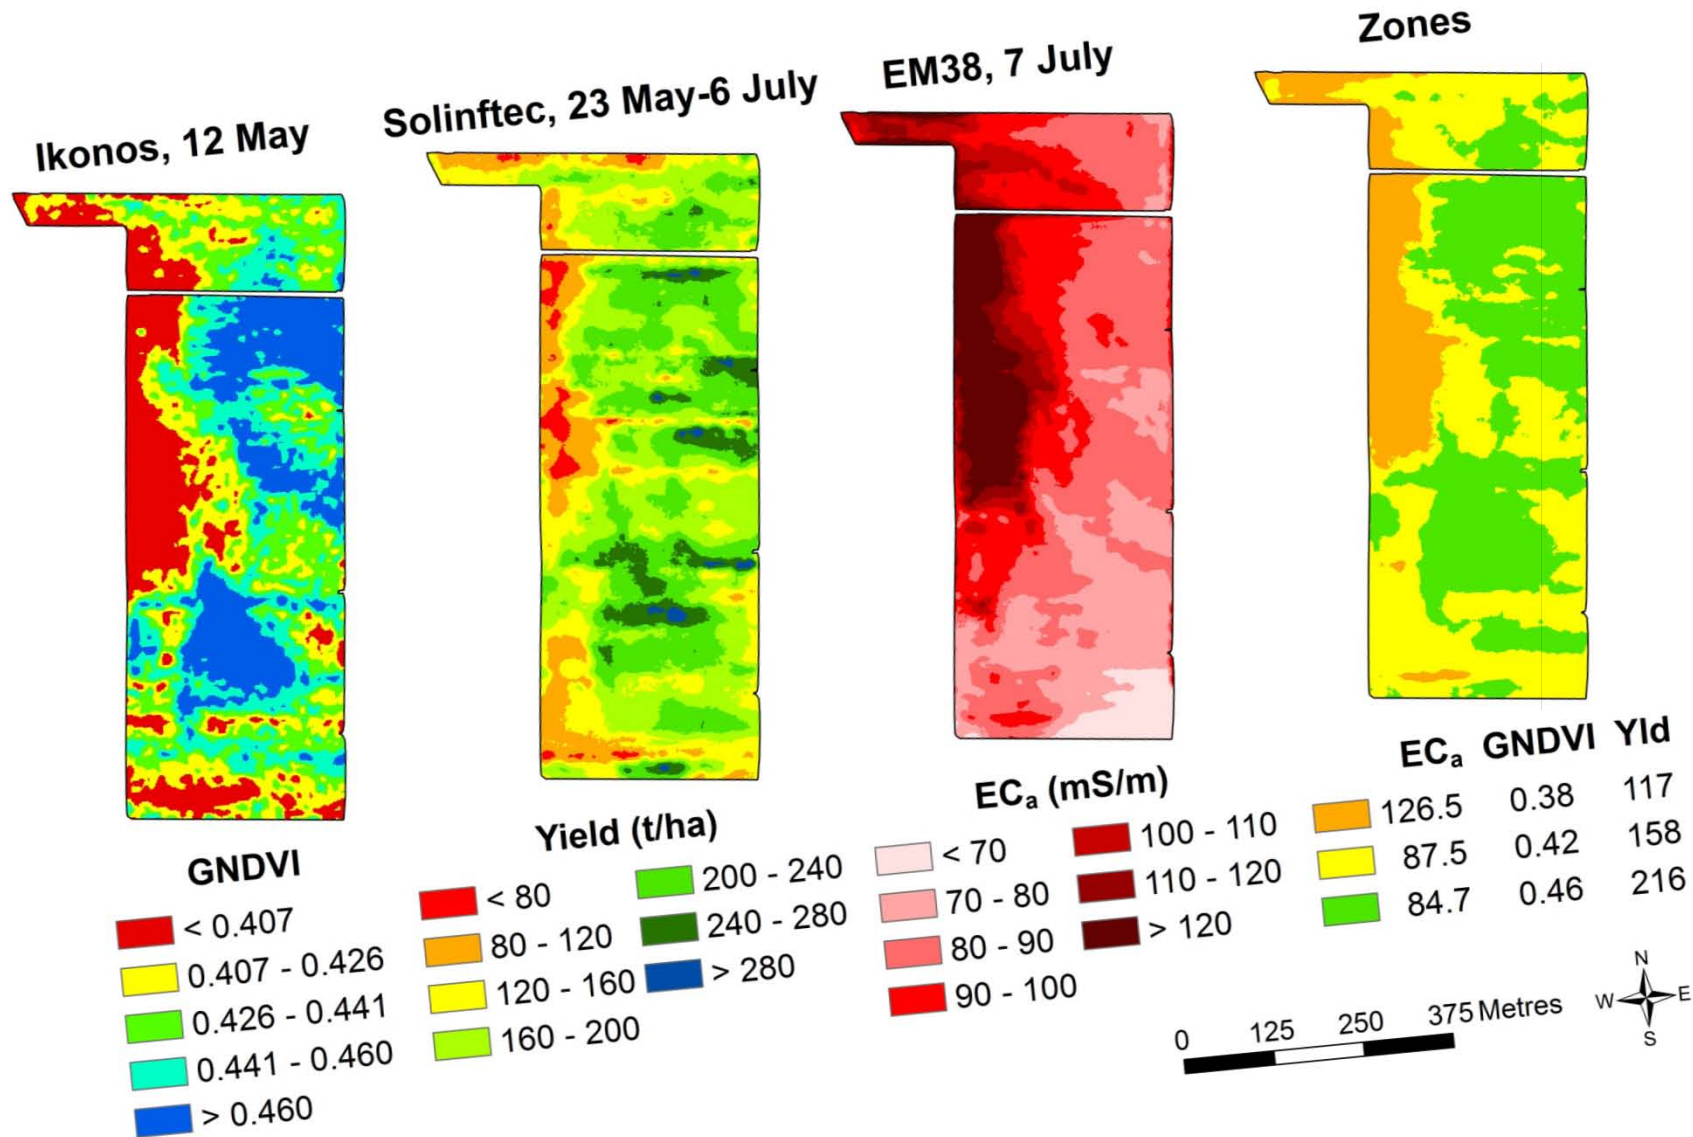 Ikonos, 12 May
Solinftec, 23 May-6 July
EM38, 7 July
Zones
GNDVI
< 0.407
0.407 - 0.426
0.426 - 0.441
0.441 - 0.460
> 0.460
Yield (t/ha)
< 80
80 - 120
120 - 160
160 - 200
200 - 240
240 - 280
> 280
ECa (mS/m)
< 70
70 - 80
80 - 90
90 - 100
100 - 110
110 - 120
> 120
ECa GNDVI Yld
126.5 0.38 117
87.5 0.42 158
84.7 0.46 216
0 125 250 375 Metres
N
W E
S